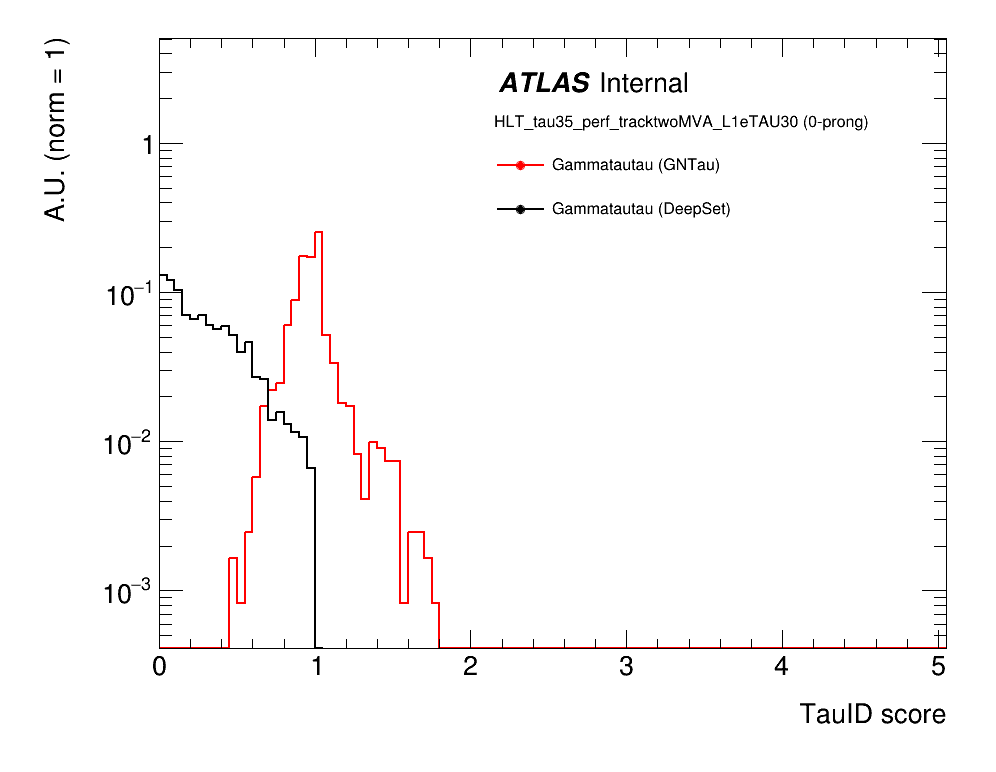 A.U. (norm = 1)
ATLAS Internal
HLT_tau35_perf_tracktwoMVA_L1eTAU30 (0-prong)
Gammatautau (GNTau)
Gammatautau (DeepSet)
1
10⁻¹
10⁻²
10⁻³
0 1 2 3 4 5
TauID score